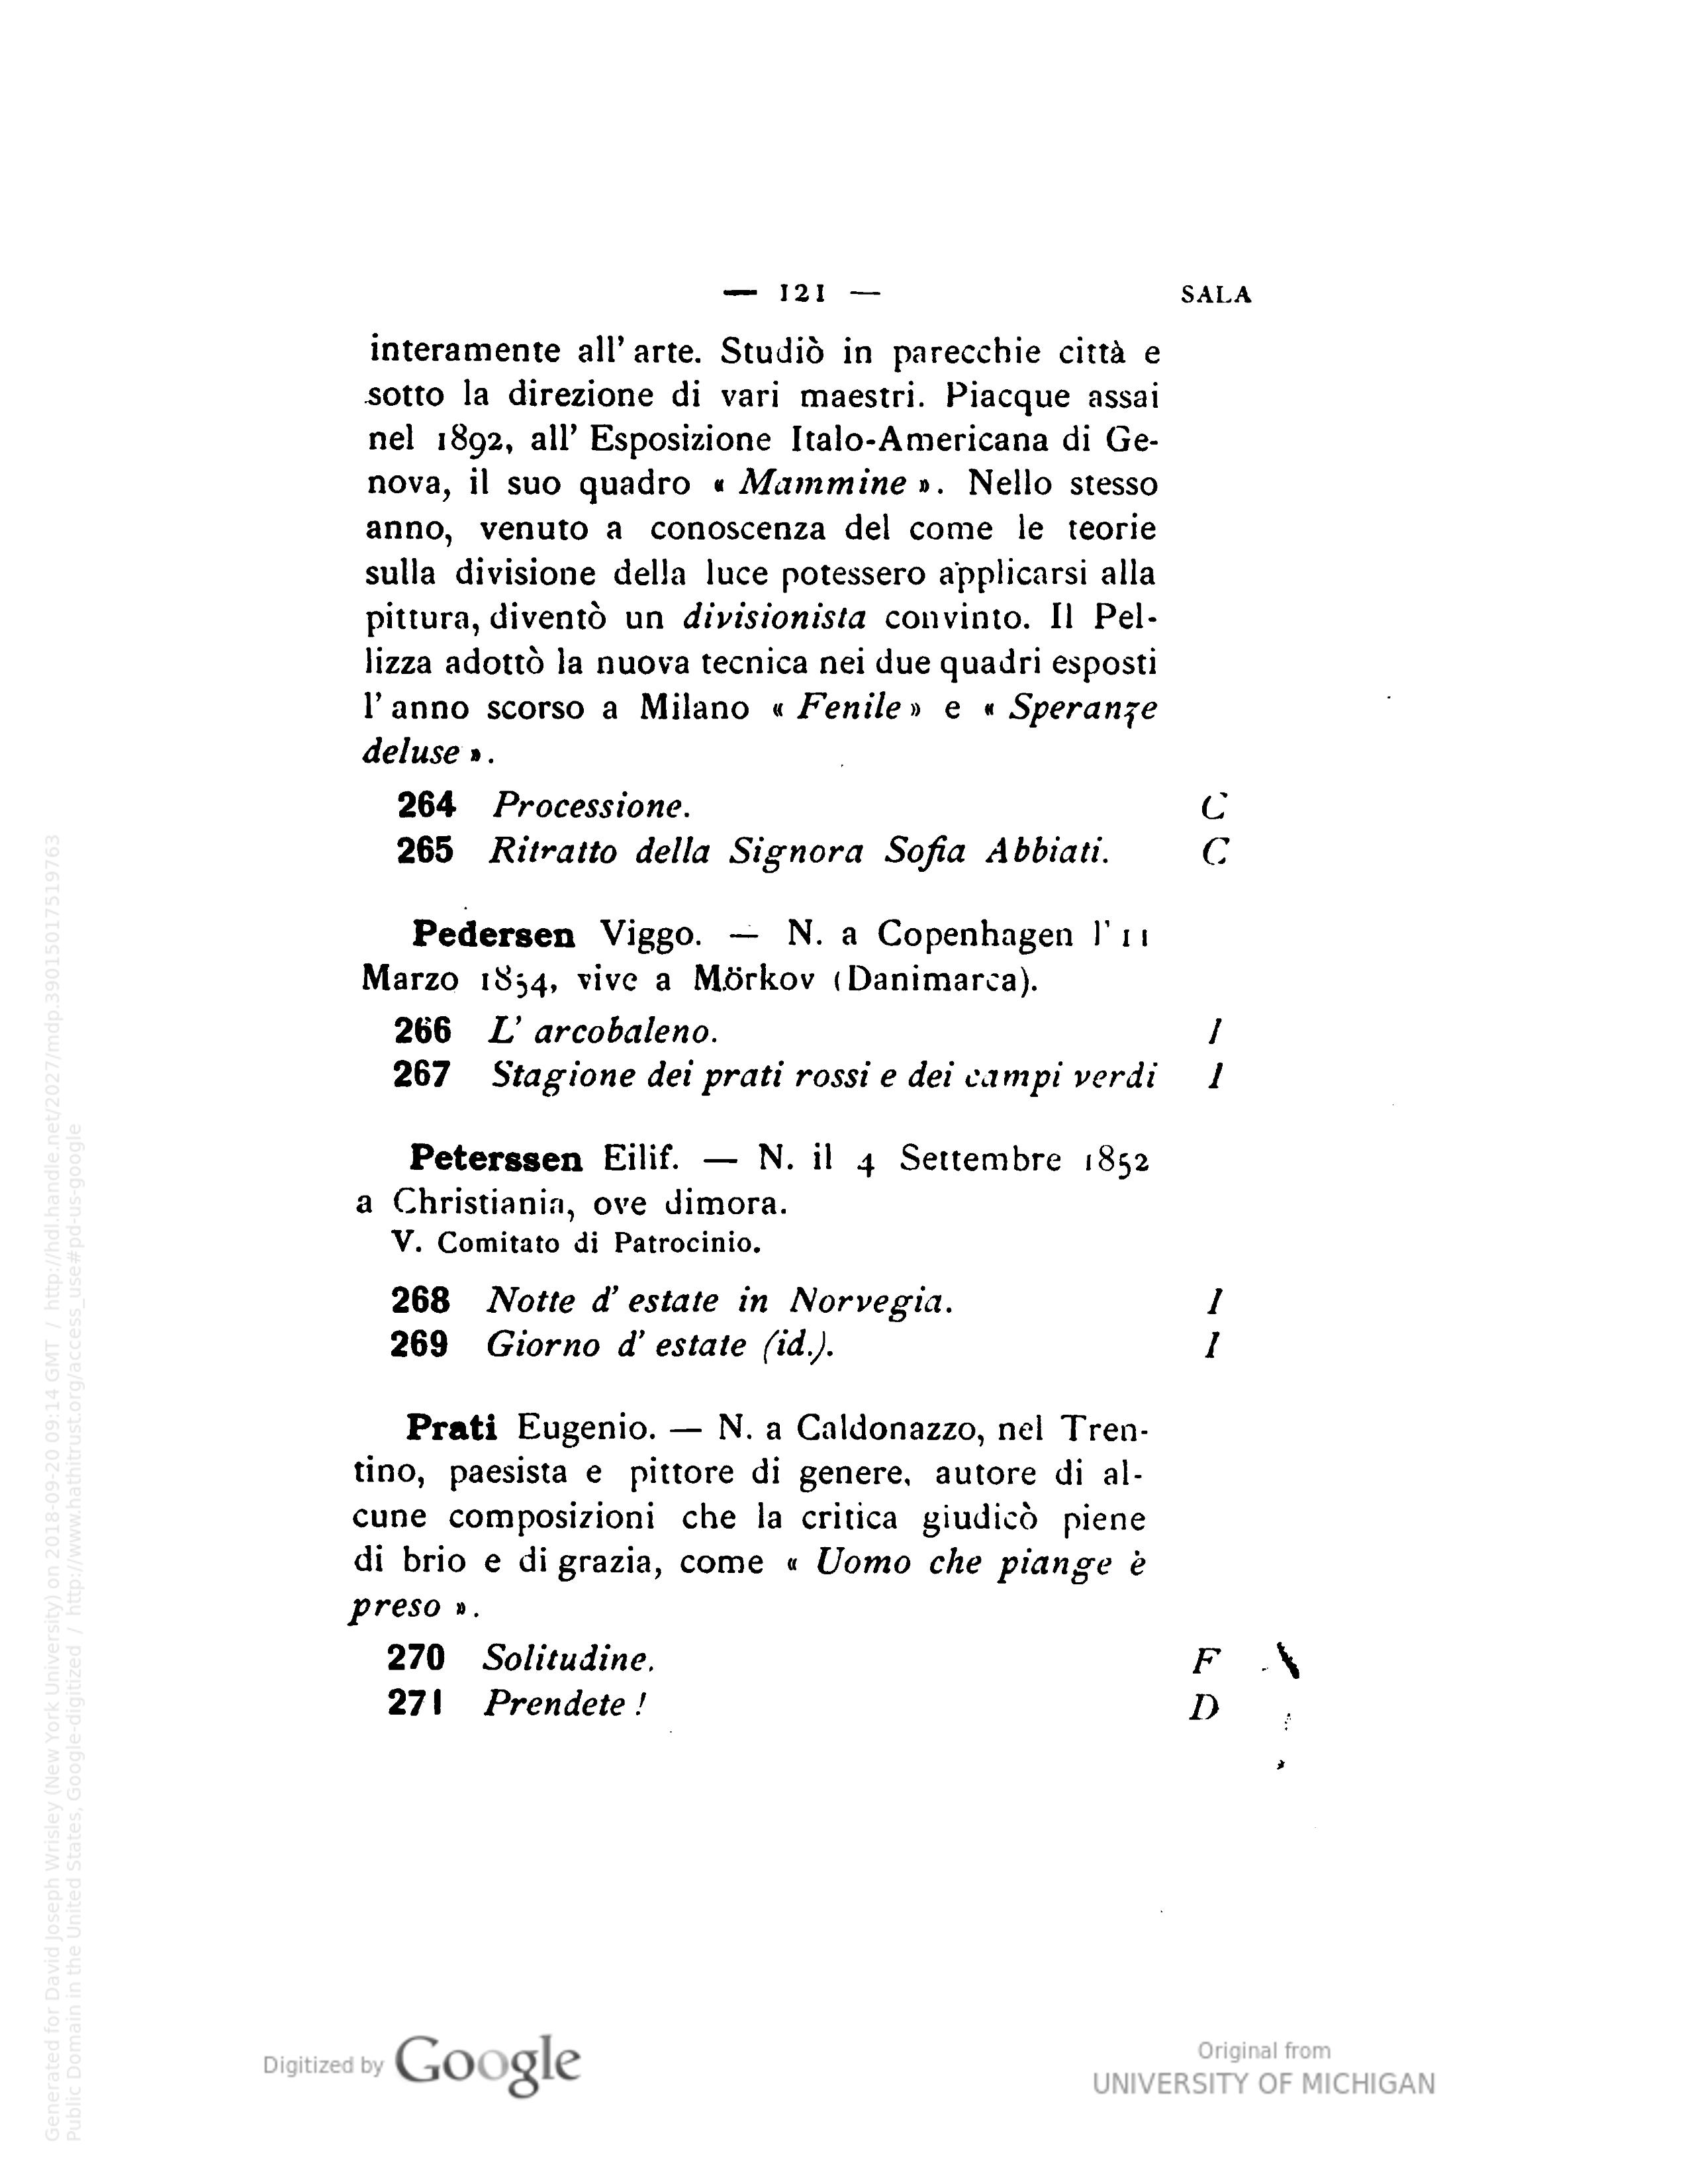 — 121 — SALA
interamente all' arte. Studiò in parecchie città e
sotto la direzione di vari maestri. Piacque assai
nel 1892, all' Esposizione Italo-Americana di Ge-
nova, il suo quadro « Mammine ». Nello stesso
anno, venuto a conoscenza del come le teorie
sulla divisione della luce potessero applicarsi alla
pittura, diventò un divisionista convinto. Il Pel-
lizza adottò la nuova tecnica nei due quadri esposti
l' anno scorso a Milano « Fenile » e « Speranze
deluse ».
264 Processione. C
265 Ritratto della Signora Sofia Abbiati. C
Pedersen Viggo. — N. a Copenhagen l' 11
Marzo 1854, vive a Mörkov (Danimarca).
266 L' arcobaleno. I
267 Stagione dei prati rossi e dei campi verdi I
Peterssen Eilif. — N. il 4 Settembre 1852
a Christiania, ove dimora.
V. Comitato di Patrocinio.
268 Notte d' estate in Norvegia. I
269 Giorno d' estate (id.). I
Prati Eugenio. — N. a Caldonazzo, nel Tren-
tino, paesista e pittore di genere, autore di al-
cune composizioni che la critica giudicò piene
di brio e di grazia, come « Uomo che piange è
preso ».
270 Solitudine. F
271 Prendete ! D
Generated for David Joseph Wrisley (New York University) on 2018-09-20 09:14 GMT / http://hdl.handle.net/2027/mdp.39015017519763
Public Domain in the United States, Google-digitized / http://www.hathitrust.org/access_use#pd-us-google
Digitized by Google
Original from
UNIVERSITY OF MICHIGAN